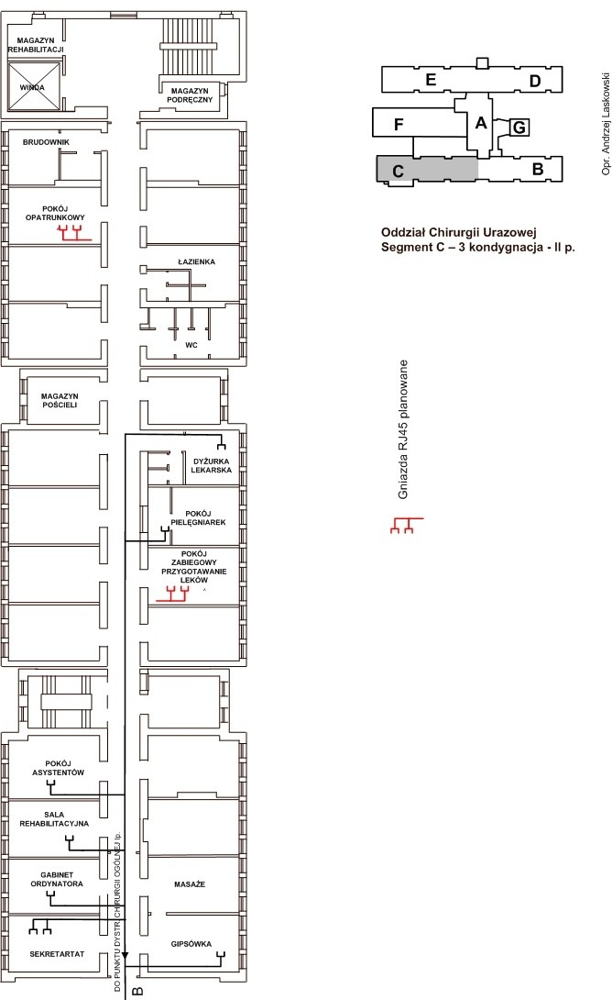 MAGAZYN
REHABILITACJI
WINDA
MAGAZYN
PODRĘCZNY
BRUDOWNIK
POKÓJ
OPATRUNKOWY
ŁAZIENKA
WC
MAGAZYN
POŚCIELI
DYŻURKA
LEKARSKA
POKÓJ
PIELĘGNIAREK
POKÓJ
ZABIEGOWY
PRZYGOTAWANIE
LEKÓW
POKÓJ
ASYSTENTÓW
SALA
REHABILITACYJNA
GABINET
ORDYNATORA
MASAŻE
SEKRETARTAT
GIPSÓWKA
DO PUNKTU DYSTR. CHIRURGII OGÓLNEJ Ip.
B
E
D
F
A
G
C
B
Oddział Chirurgii Urazowej
Segment C – 3 kondygnacja - II p.
Gniazda RJ45 planowane
Opr. Andrzej Laskowski